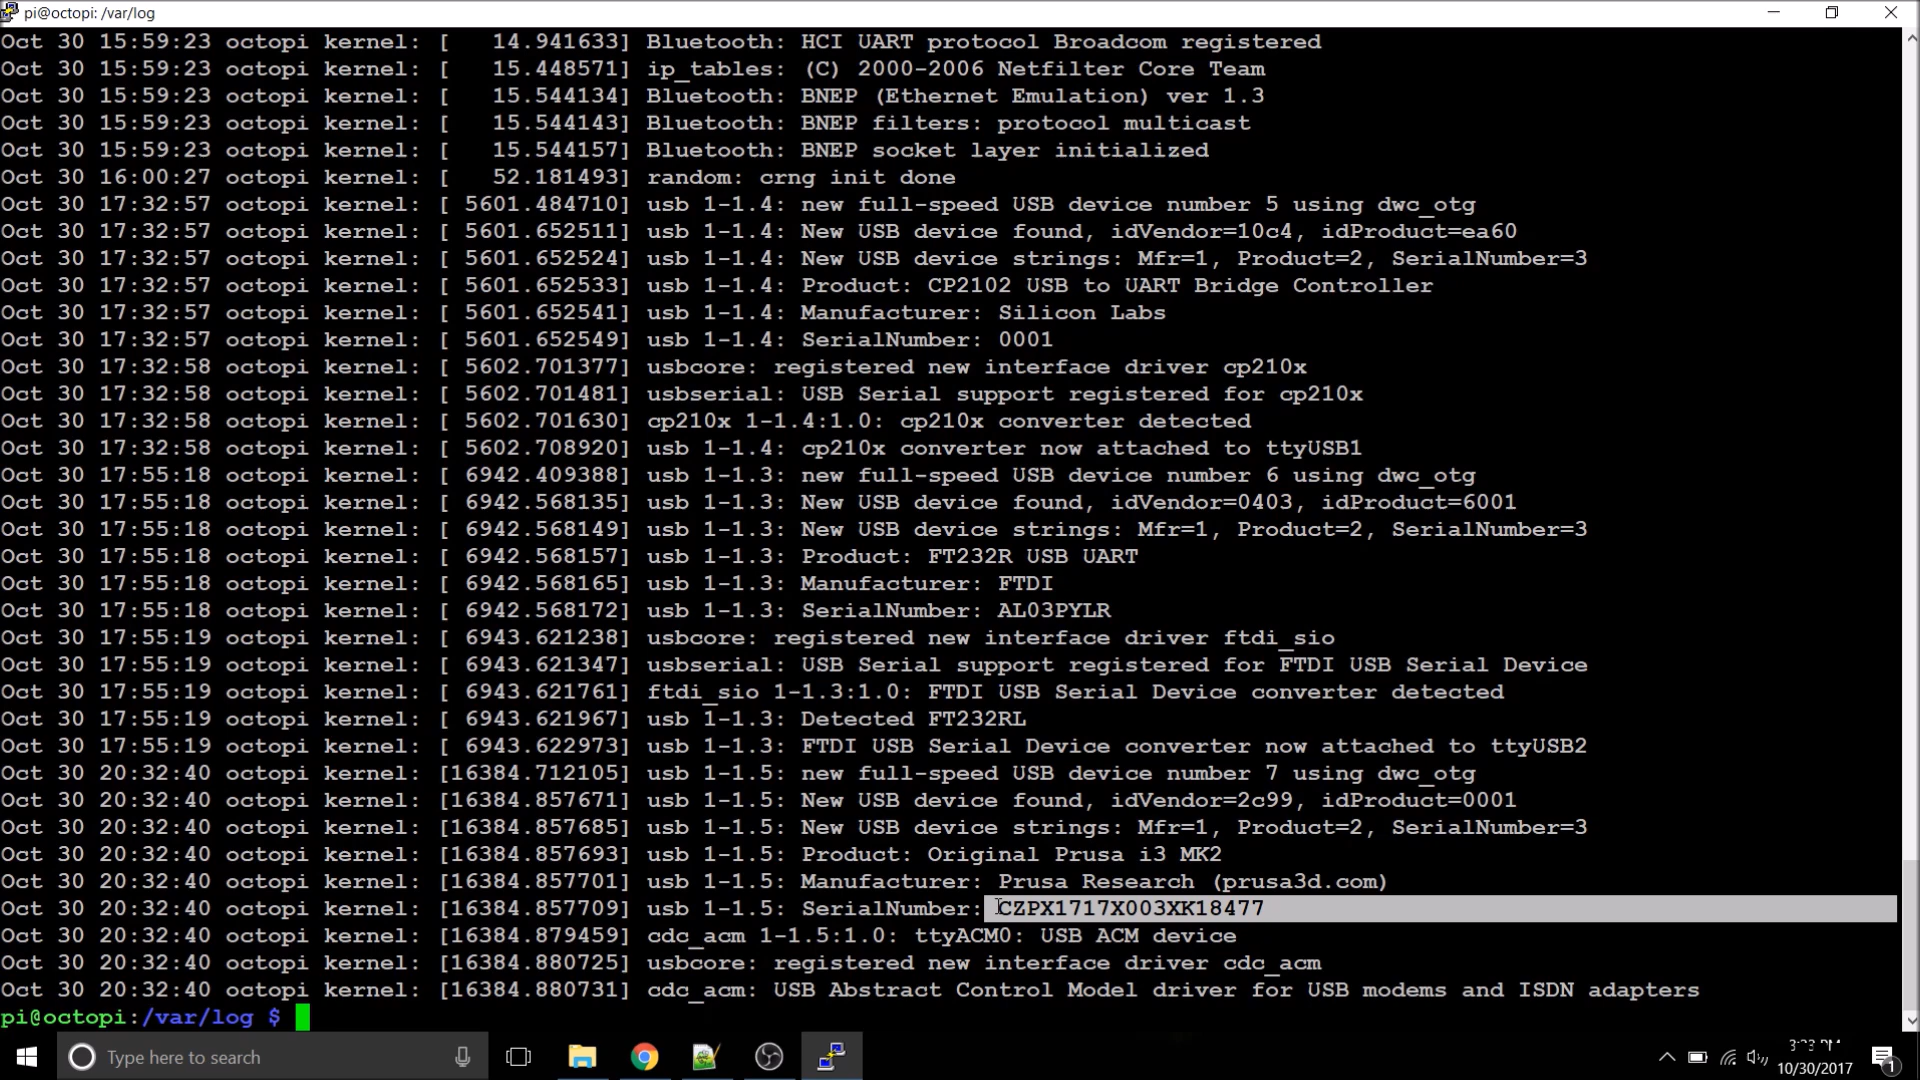 pi@octopi: /var/log
Oct 30 15:59:23 octopi kernel: [   14.941633] Bluetooth: HCI UART protocol Broadcom registered
Oct 30 15:59:23 octopi kernel: [   15.448571] ip_tables: (C) 2000-2006 Netfilter Core Team
Oct 30 15:59:23 octopi kernel: [   15.544134] Bluetooth: BNEP (Ethernet Emulation) ver 1.3
Oct 30 15:59:23 octopi kernel: [   15.544143] Bluetooth: BNEP filters: protocol multicast
Oct 30 15:59:23 octopi kernel: [   15.544157] Bluetooth: BNEP socket layer initialized
Oct 30 16:00:27 octopi kernel: [   52.181493] random: crng init done
Oct 30 17:32:57 octopi kernel: [ 5601.484710] usb 1-1.4: new full-speed USB device number 5 using dwc_otg
Oct 30 17:32:57 octopi kernel: [ 5601.652511] usb 1-1.4: New USB device found, idVendor=10c4, idProduct=ea60
Oct 30 17:32:57 octopi kernel: [ 5601.652524] usb 1-1.4: New USB device strings: Mfr=1, Product=2, SerialNumber=3
Oct 30 17:32:57 octopi kernel: [ 5601.652533] usb 1-1.4: Product: CP2102 USB to UART Bridge Controller
Oct 30 17:32:57 octopi kernel: [ 5601.652541] usb 1-1.4: Manufacturer: Silicon Labs
Oct 30 17:32:57 octopi kernel: [ 5601.652549] usb 1-1.4: SerialNumber: 0001
Oct 30 17:32:58 octopi kernel: [ 5602.701377] usbcore: registered new interface driver cp210x
Oct 30 17:32:58 octopi kernel: [ 5602.701481] usbserial: USB Serial support registered for cp210x
Oct 30 17:32:58 octopi kernel: [ 5602.701630] cp210x 1-1.4:1.0: cp210x converter detected
Oct 30 17:32:58 octopi kernel: [ 5602.708920] usb 1-1.4: cp210x converter now attached to ttyUSB1
Oct 30 17:55:18 octopi kernel: [ 6942.409388] usb 1-1.3: new full-speed USB device number 6 using dwc_otg
Oct 30 17:55:18 octopi kernel: [ 6942.568135] usb 1-1.3: New USB device found, idVendor=0403, idProduct=6001
Oct 30 17:55:18 octopi kernel: [ 6942.568149] usb 1-1.3: New USB device strings: Mfr=1, Product=2, SerialNumber=3
Oct 30 17:55:18 octopi kernel: [ 6942.568157] usb 1-1.3: Product: FT232R USB UART
Oct 30 17:55:18 octopi kernel: [ 6942.568165] usb 1-1.3: Manufacturer: FTDI
Oct 30 17:55:18 octopi kernel: [ 6942.568172] usb 1-1.3: SerialNumber: AL03PYLR
Oct 30 17:55:19 octopi kernel: [ 6943.621238] usbcore: registered new interface driver ftdi_sio
Oct 30 17:55:19 octopi kernel: [ 6943.621347] usbserial: USB Serial support registered for FTDI USB Serial Device
Oct 30 17:55:19 octopi kernel: [ 6943.621761] ftdi_sio 1-1.3:1.0: FTDI USB Serial Device converter detected
Oct 30 17:55:19 octopi kernel: [ 6943.621967] usb 1-1.3: Detected FT232RL
Oct 30 17:55:19 octopi kernel: [ 6943.622973] usb 1-1.3: FTDI USB Serial Device converter now attached to ttyUSB2
Oct 30 20:32:40 octopi kernel: [16384.712105] usb 1-1.5: new full-speed USB device number 7 using dwc_otg
Oct 30 20:32:40 octopi kernel: [16384.857671] usb 1-1.5: New USB device found, idVendor=2c99, idProduct=0001
Oct 30 20:32:40 octopi kernel: [16384.857685] usb 1-1.5: New USB device strings: Mfr=1, Product=2, SerialNumber=3
Oct 30 20:32:40 octopi kernel: [16384.857693] usb 1-1.5: Product: Original Prusa i3 MK2
Oct 30 20:32:40 octopi kernel: [16384.857701] usb 1-1.5: Manufacturer: Prusa Research (prusa3d.com)
Oct 30 20:32:40 octopi kernel: [16384.857709] usb 1-1.5: SerialNumber: CZPX1717X003XK18477
Oct 30 20:32:40 octopi kernel: [16384.879459] cdc_acm 1-1.5:1.0: ttyACM0: USB ACM device
Oct 30 20:32:40 octopi kernel: [16384.880725] usbcore: registered new interface driver cdc_acm
Oct 30 20:32:40 octopi kernel: [16384.880731] cdc_acm: USB Abstract Control Model driver for USB modems and ISDN adapters
pi@octopi:/var/log $
Type here to search
10/30/2017
1